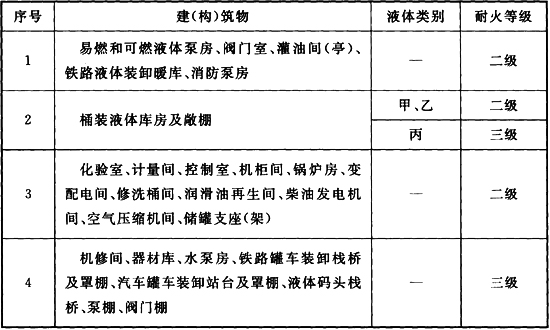 序号 建(构)筑物 液体类别 耐火等级
1 易燃和可燃液体泵房、阀门室、灌油间(亭)、 — 二级
铁路液体装卸暖库、消防泵房
2 桶装液体库房及敞棚 甲、乙 二级
丙 三级
3 化验室、计量间、控制室、机柜间、锅炉房、变 — 二级
配电间、修洗桶间、润滑油再生间、柴油发电机
间、空气压缩机间、储罐支座(架)
4 机修间、器材库、水泵房、铁路罐车装卸栈桥 — 三级
及罩棚、汽车罐车装卸站台及罩棚、液体码头栈
桥、泵棚、阀门棚